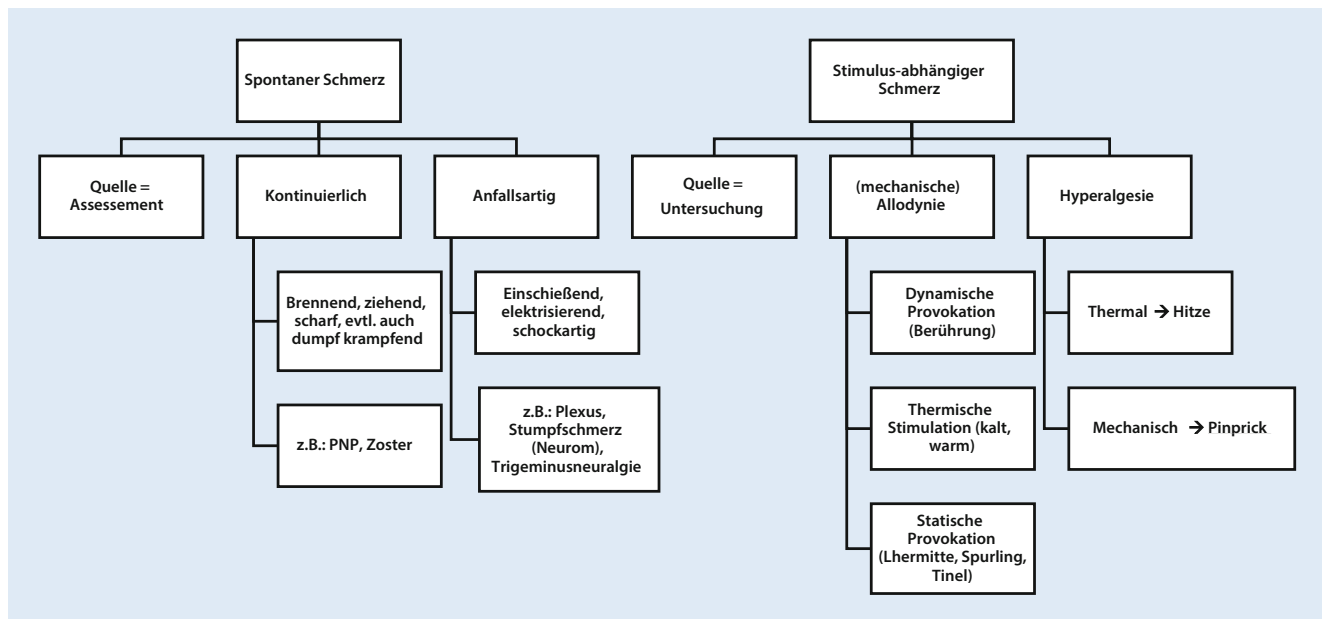 Spontaner Schmerz
Quelle =
Assessement
Kontinuierlich
Anfallsartig
Brennend, ziehend,
scharf, evtl. auch
dumpf krampfend
z.B.: PNP, Zoster
Einschießend,
elektrisierend,
schockartig
z.B.: Plexus,
Stumpfschmerz
(Neurom),
Trigeminusneuralgie
Stimulus-abhängiger
Schmerz
Quelle =
Untersuchung
(mechanische)
Allodynie
Hyperalgesie
Dynamische
Provokation
(Berührung)
Thermische
Stimulation (kalt,
warm)
Statische
Provokation
(Lhermitte, Spurling,
Tinel)
Thermal → Hitze
Mechanisch → Pinprick